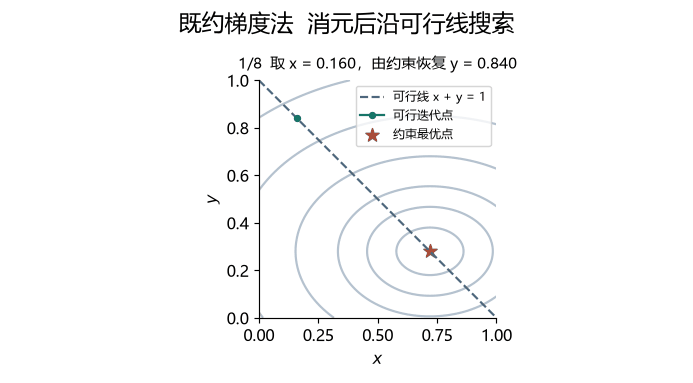 既约梯度法 消元后沿可行线搜索
1/8 取 x = 0.160，由约束恢复 y = 0.840
可行线 x + y = 1
可行迭代点
约束最优点
1.0
0.8
0.6
0.4
0.2
0.0
y
0.00 0.25 0.50 0.75 1.00
x